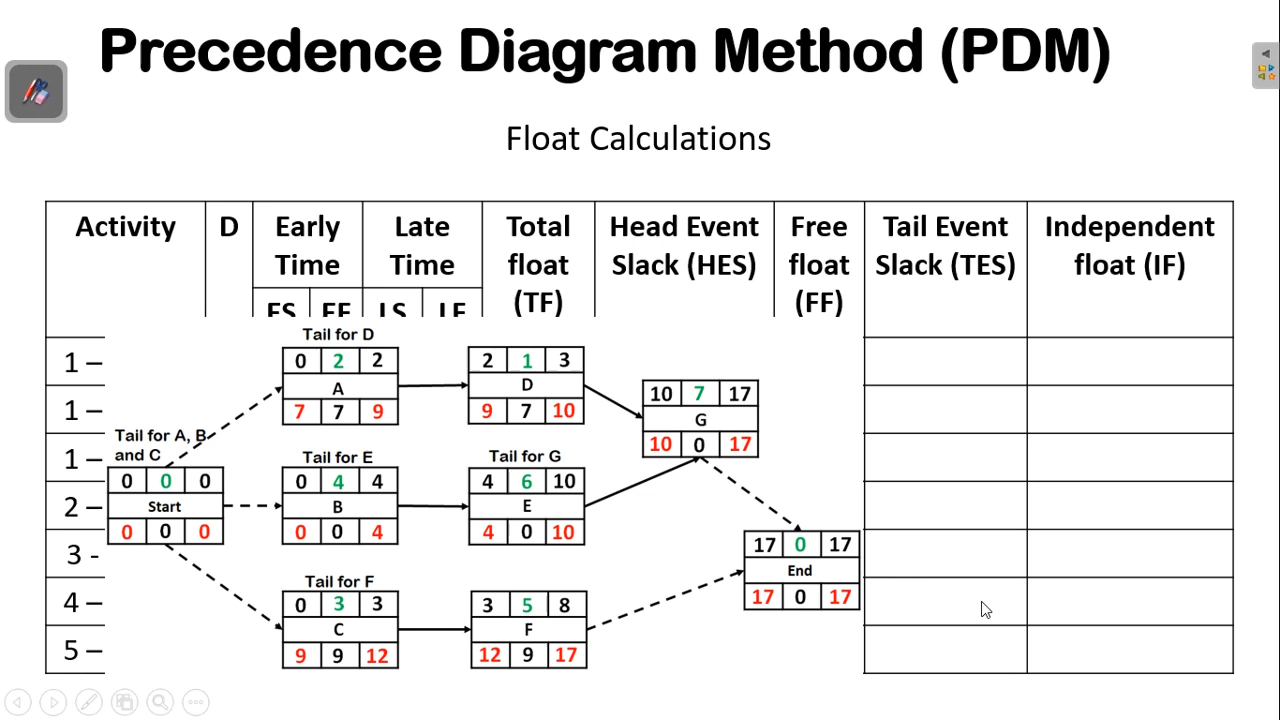 Precedence Diagram Method (PDM)
Float Calculations
Activity D Early Time Late Time Total float (TF) Head Event Slack (HES) Free float (FF) Tail Event Slack (TES) Independent float (IF)
ES EF LS LF
1 –
1 –
1 –
2 –
3 -
4 –
5 –
Tail for D
0 2 2
A
7 7 9
2 1 3
D
9 7 10
10 7 17
G
10 0 17
Tail for A, B
and C
0 0 0
Start
0 0 0
Tail for E
0 4 4
B
0 0 4
Tail for G
4 6 10
E
4 0 10
17 0 17
End
17 0 17
Tail for F
0 3 3
C
9 9 12
3 5 8
F
12 9 17